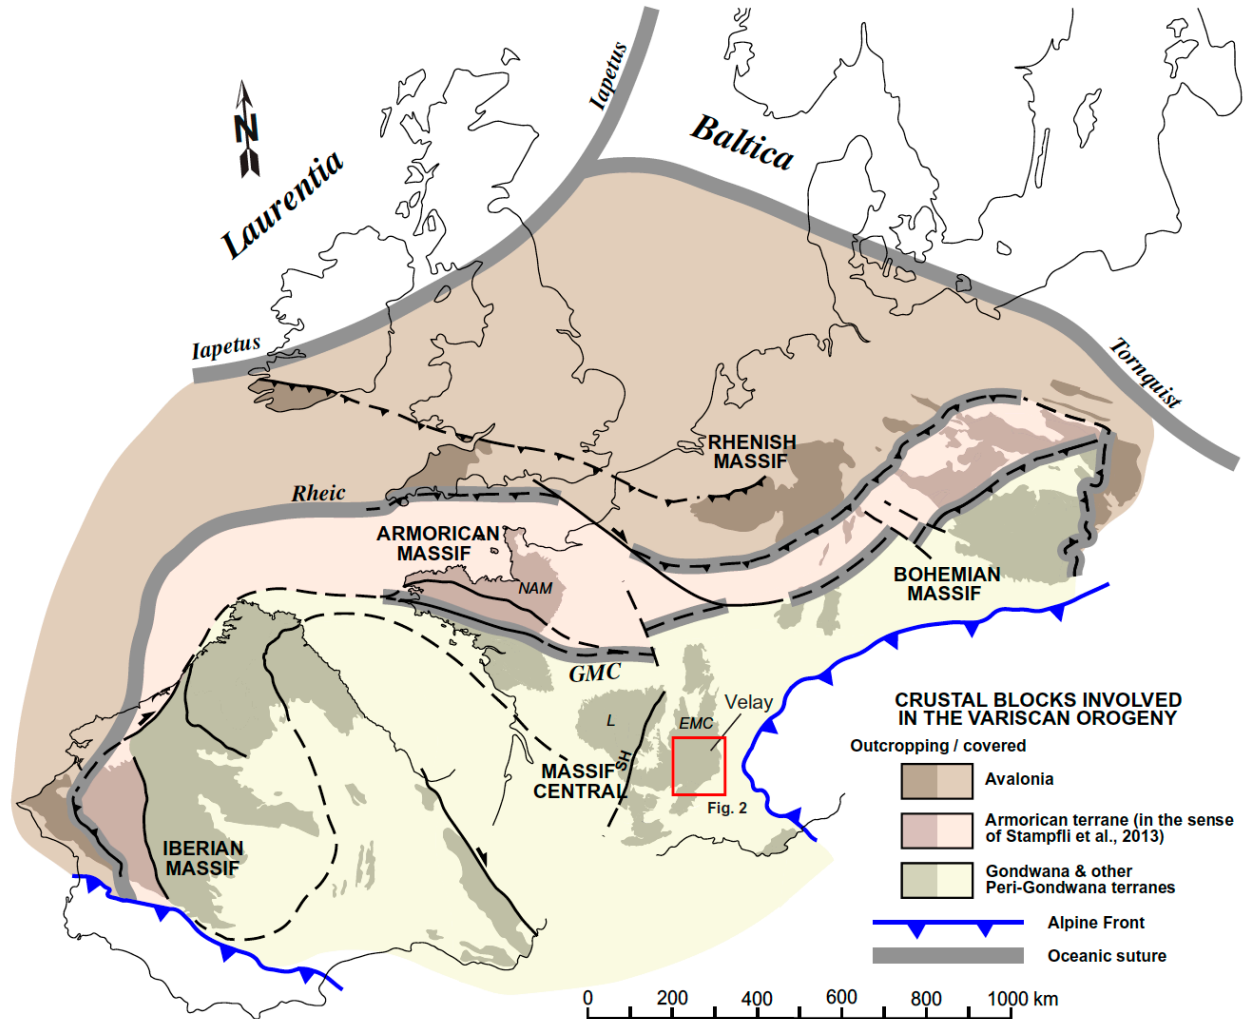 Iapetus
Baltica
N
Laurentia
Iapetus
Tornquist
RHENISH
MASSIF
Rheic
ARMORICAN
MASSIF
NAM
BOHEMIAN
MASSIF
GMC
L
EMC
Velay
SH
MASSIF
CENTRAL
Fig. 2
IBERIAN
MASSIF
CRUSTAL BLOCKS INVOLVED
IN THE VARISCAN OROGENY
Outcropping / covered
Avalonia
Armorican terrane (in the sense
of Stampfli et al., 2013)
Gondwana & other
Peri-Gondwana terranes
Alpine Front
Oceanic suture
0 200 400 600 800 1000 km